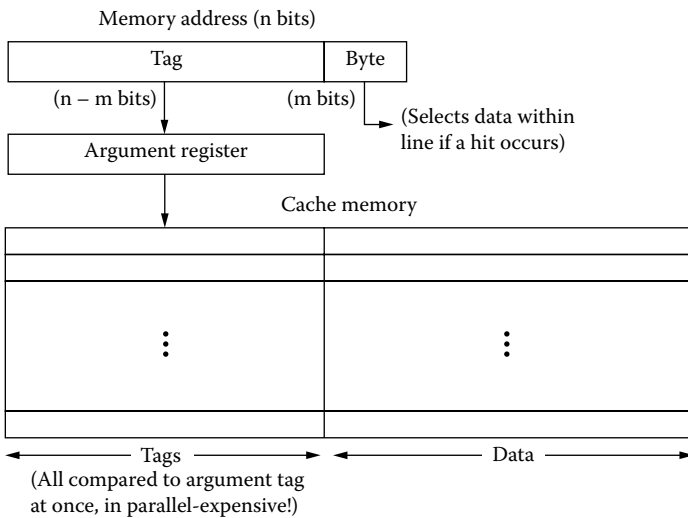 Memory address (n bits)
Tag
Byte
(n – m bits)
(m bits)
(Selects data within
line if a hit occurs)
Argument register
Cache memory
Tags
Data
(All compared to argument tag
at once, in parallel-expensive!)